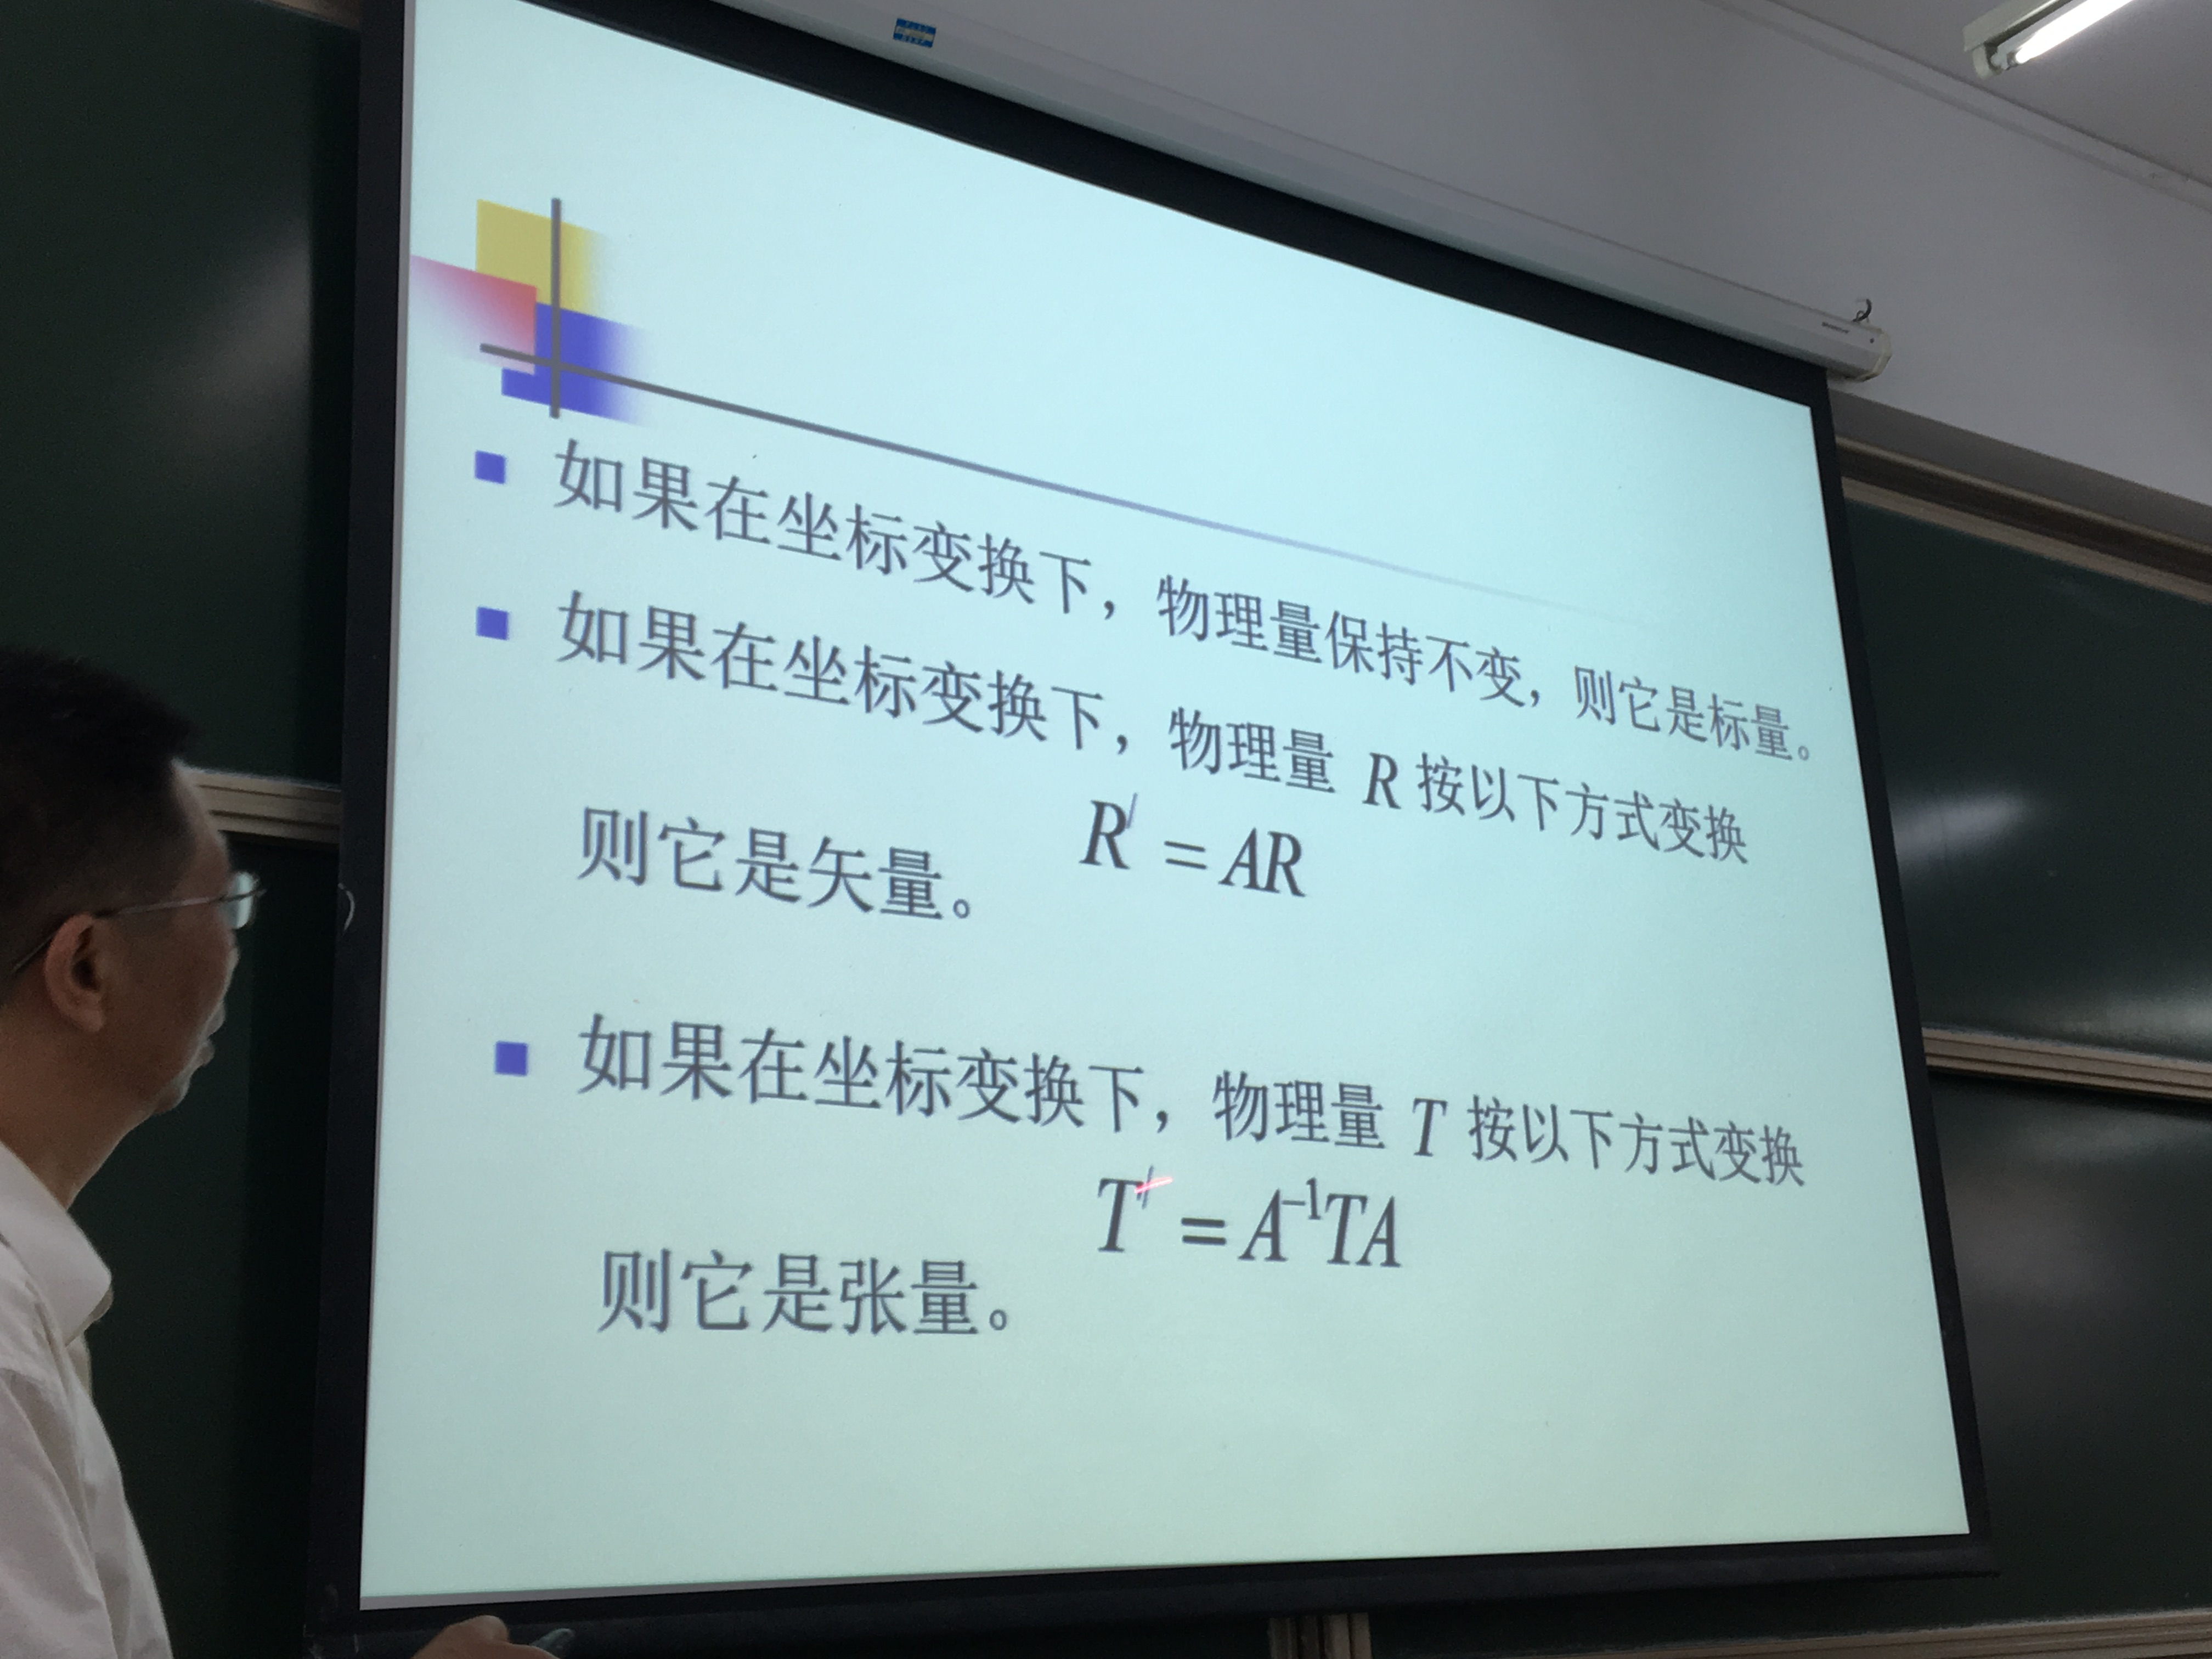 如果在坐标变换下，物理量保持不变，则它是标量。
如果在坐标变换下，物理量 R 按以下方式变换
R' = AR
则它是矢量。
如果在坐标变换下，物理量 T 按以下方式变换
T' = A⁻¹TA
则它是张量。